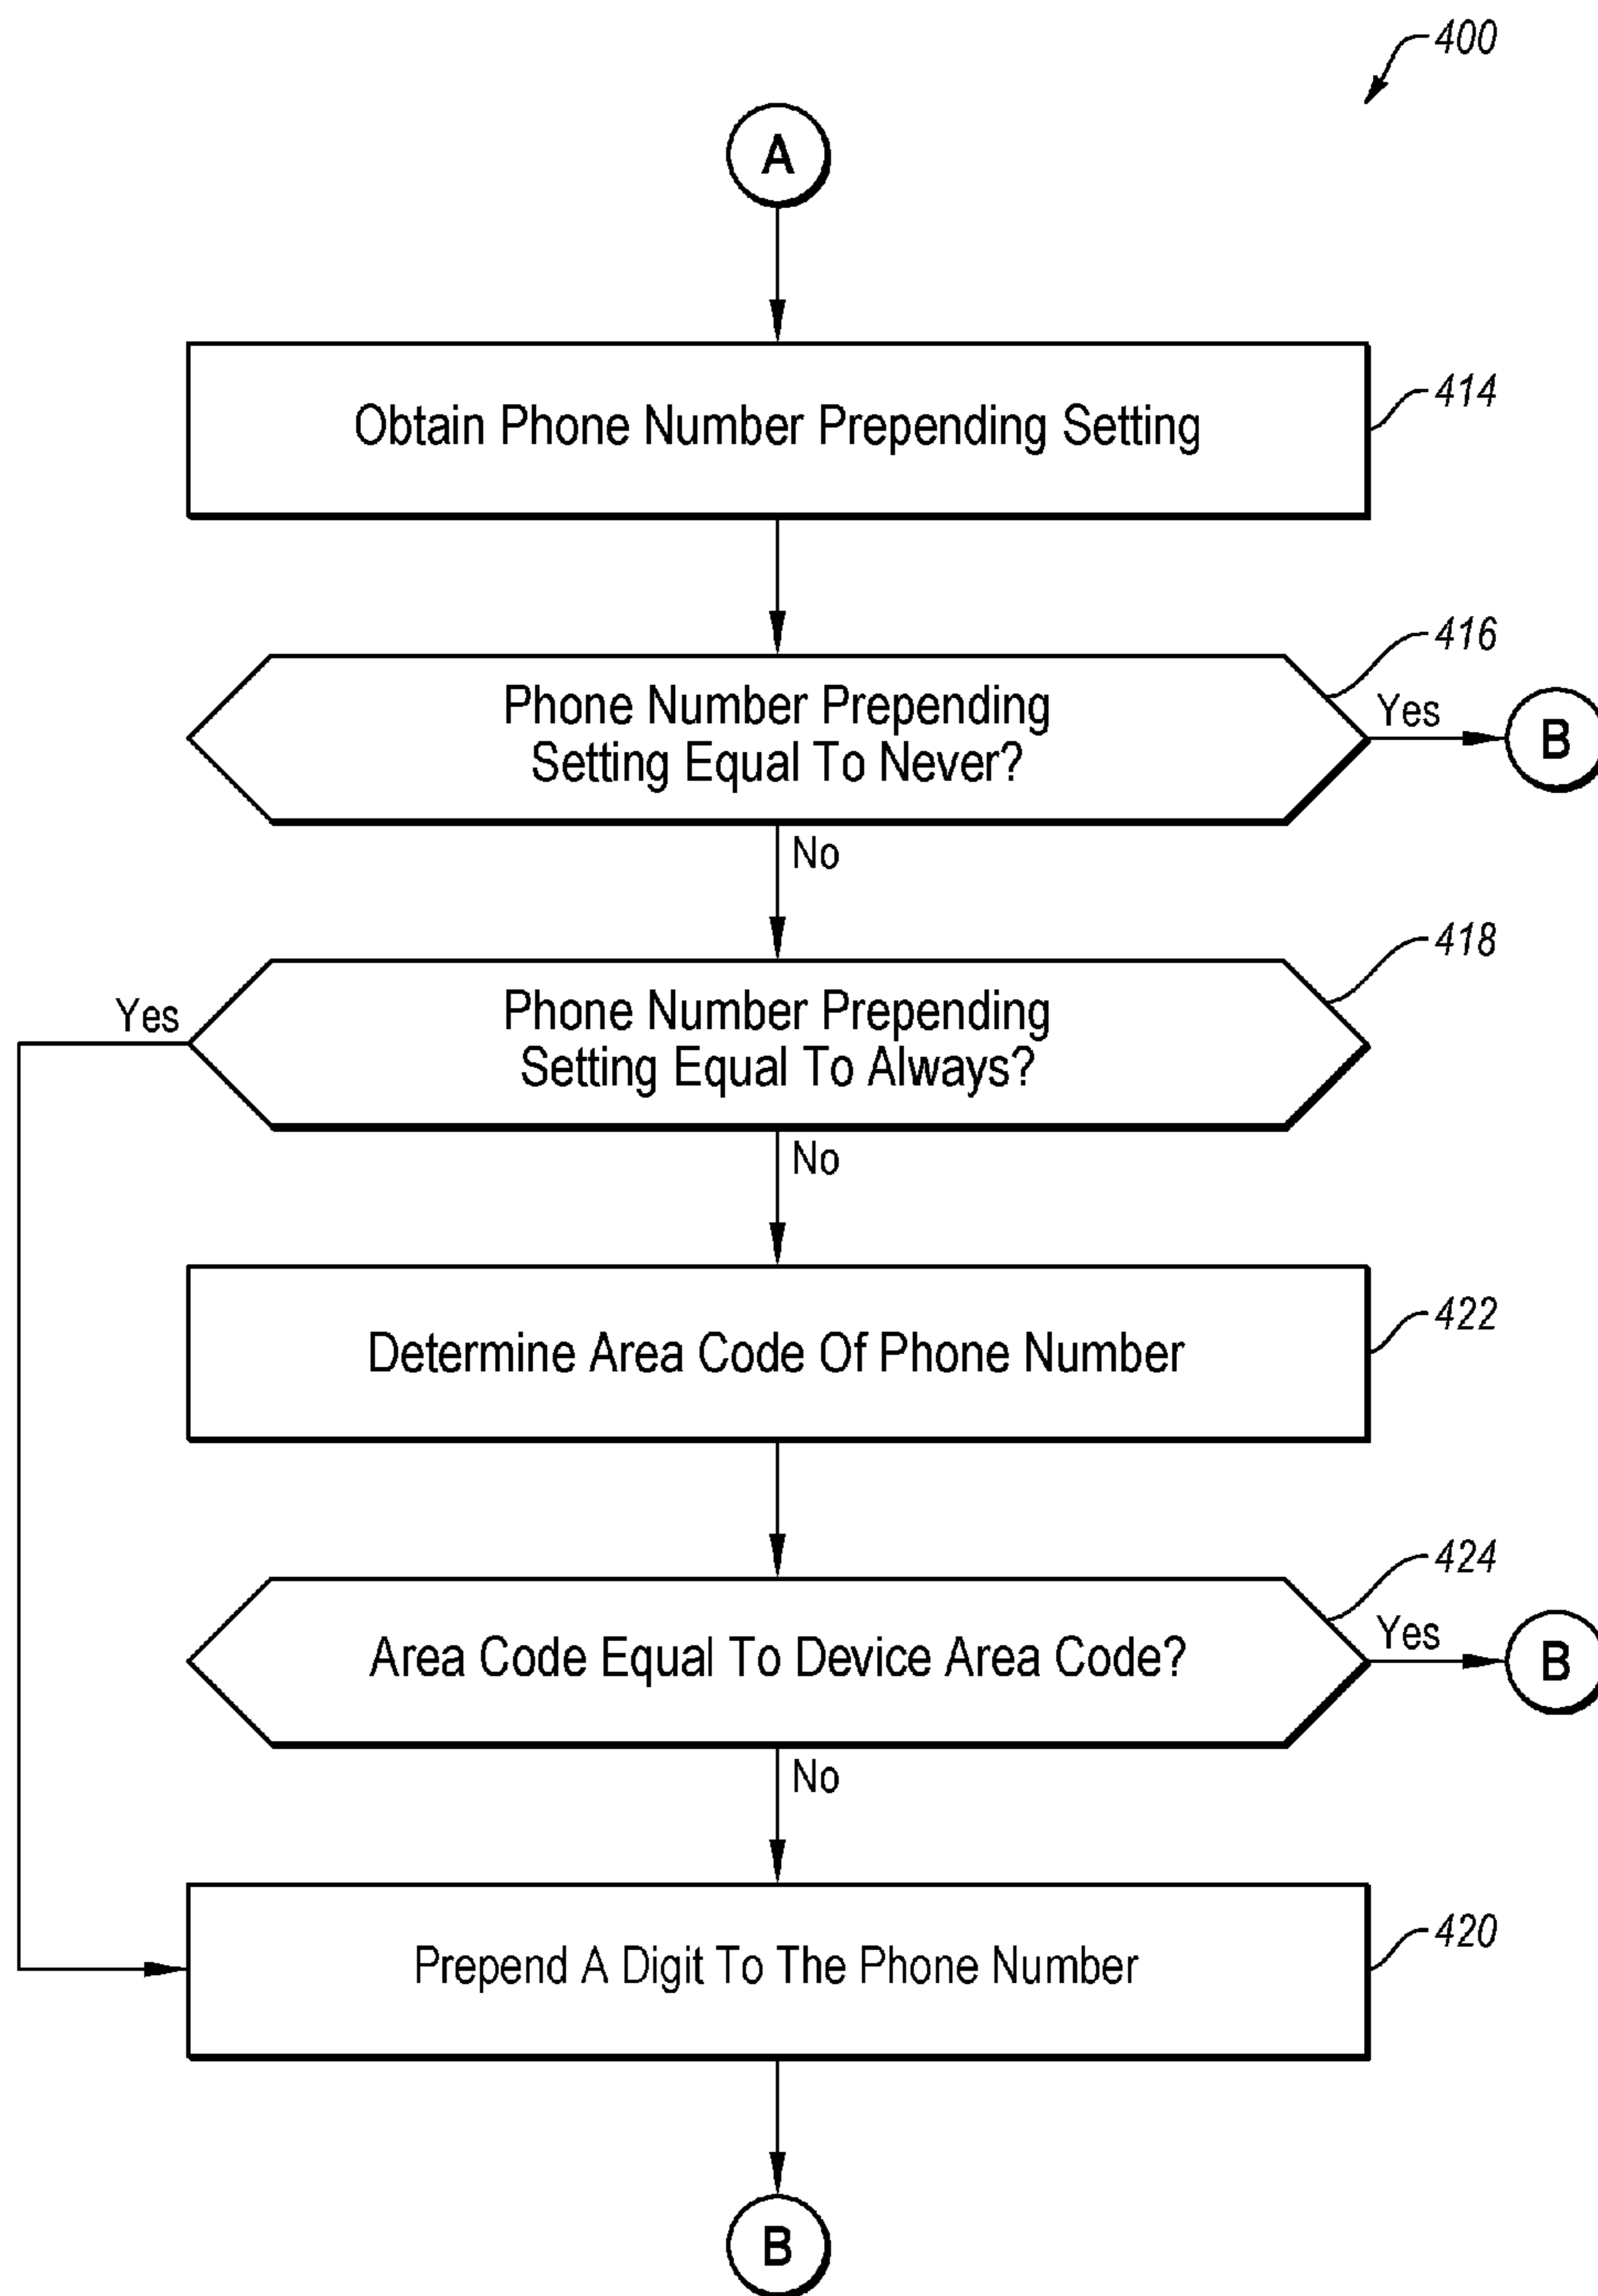 400
A
Obtain Phone Number Prepending Setting
414
416
Phone Number Prepending
Setting Equal To Never?
Yes
B
No
418
Yes
Phone Number Prepending
Setting Equal To Always?
No
Determine Area Code Of Phone Number
422
424
Area Code Equal To Device Area Code?
Yes
B
No
Prepend A Digit To The Phone Number
420
B